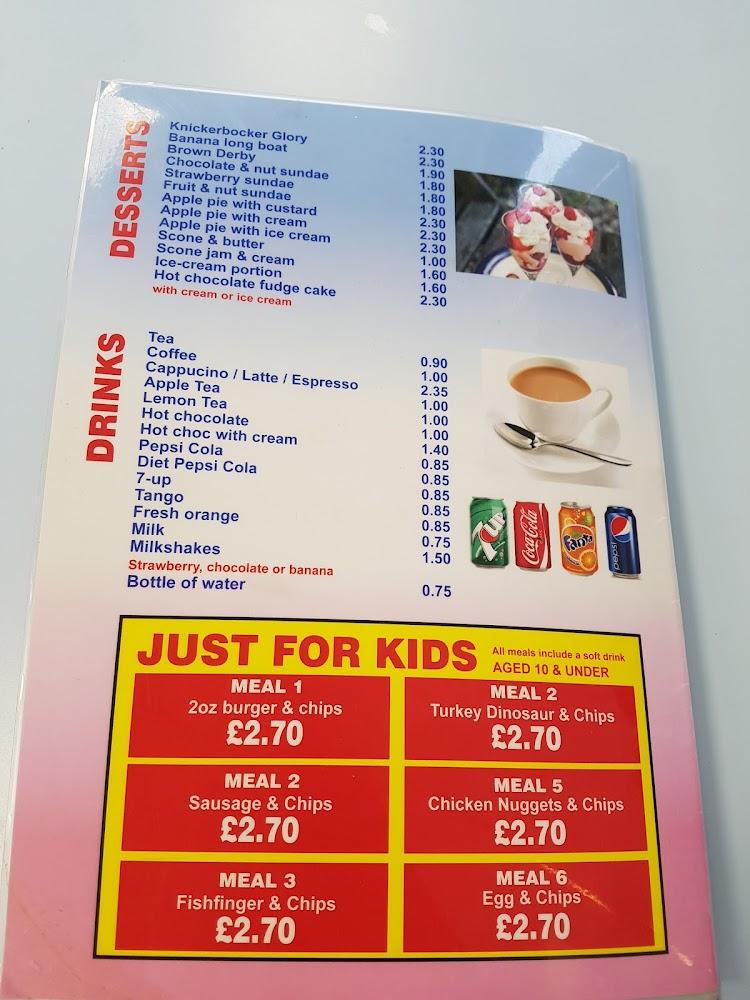 DESSERTS
Knickerbocker Glory 2.30
Banana long boat 2.30
Brown Derby 1.90
Chocolate & nut sundae 1.80
Strawberry sundae 1.80
Fruit & nut sundae 1.80
Apple pie with custard 2.30
Apple pie with cream 2.30
Apple pie with ice cream 2.30
Scone & butter 1.00
Scone jam & cream 1.60
Ice-cream portion 1.60
Hot chocolate fudge cake 2.30
with cream or ice cream
DRINKS
Tea 0.90
Coffee 1.00
Cappucino / Latte / Espresso 2.35
Apple Tea 1.00
Lemon Tea 1.00
Hot chocolate 1.00
Hot choc with cream 1.40
Pepsi Cola 0.85
Diet Pepsi Cola 0.85
7-up 0.85
Tango 0.85
Fresh orange 0.85
Milk 0.75
Milkshakes 1.50
Strawberry, chocolate or banana
Bottle of water 0.75
7UP
Coca-Cola
Fanta
pepsi
JUST FOR KIDS
All meals include a soft drink
AGED 10 & UNDER
MEAL 1
2oz burger & chips
£2.70
MEAL 2
Turkey Dinosaur & Chips
£2.70
MEAL 2
Sausage & Chips
£2.70
MEAL 5
Chicken Nuggets & Chips
£2.70
MEAL 3
Fishfinger & Chips
£2.70
MEAL 6
Egg & Chips
£2.70